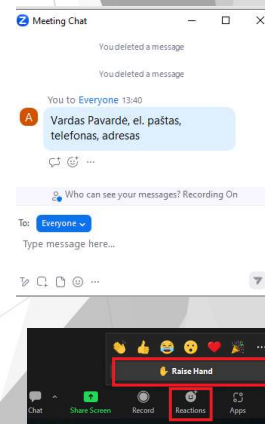 Meeting Chat
You deleted a message
You deleted a message
You to Everyone 13:40
A
Vardas Pavardė, el. paštas,
telefonas, adresas
Who can see your messages? Recording On
To: Everyone
Type message here...
Raise Hand
Chat
Share Screen
Record
Reactions
Apps